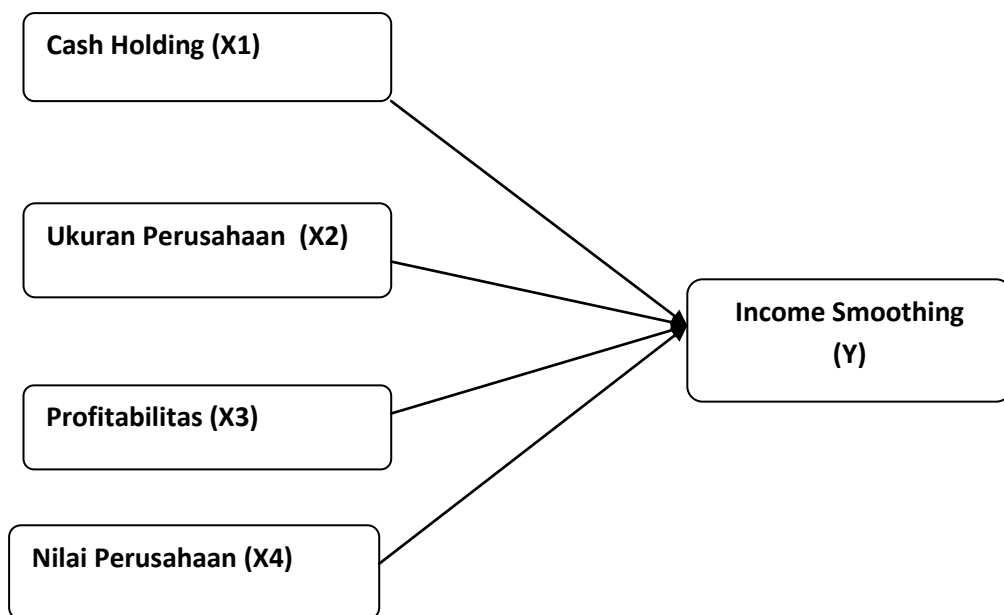 Cash Holding (X1)
Ukuran Perusahaan (X2)
Income Smoothing
(Y)
Profitabilitas (X3)
Nilai Perusahaan (X4)